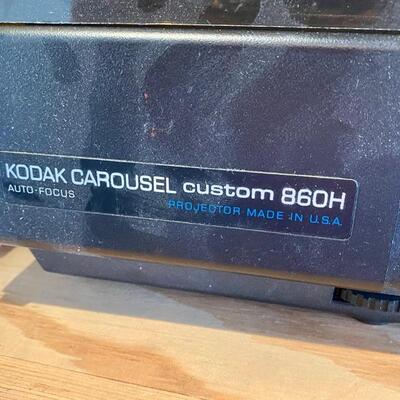 KODAK CAROUSEL custom 860H
AUTO-FOCUS
PROJECTOR MADE IN U.S.A.